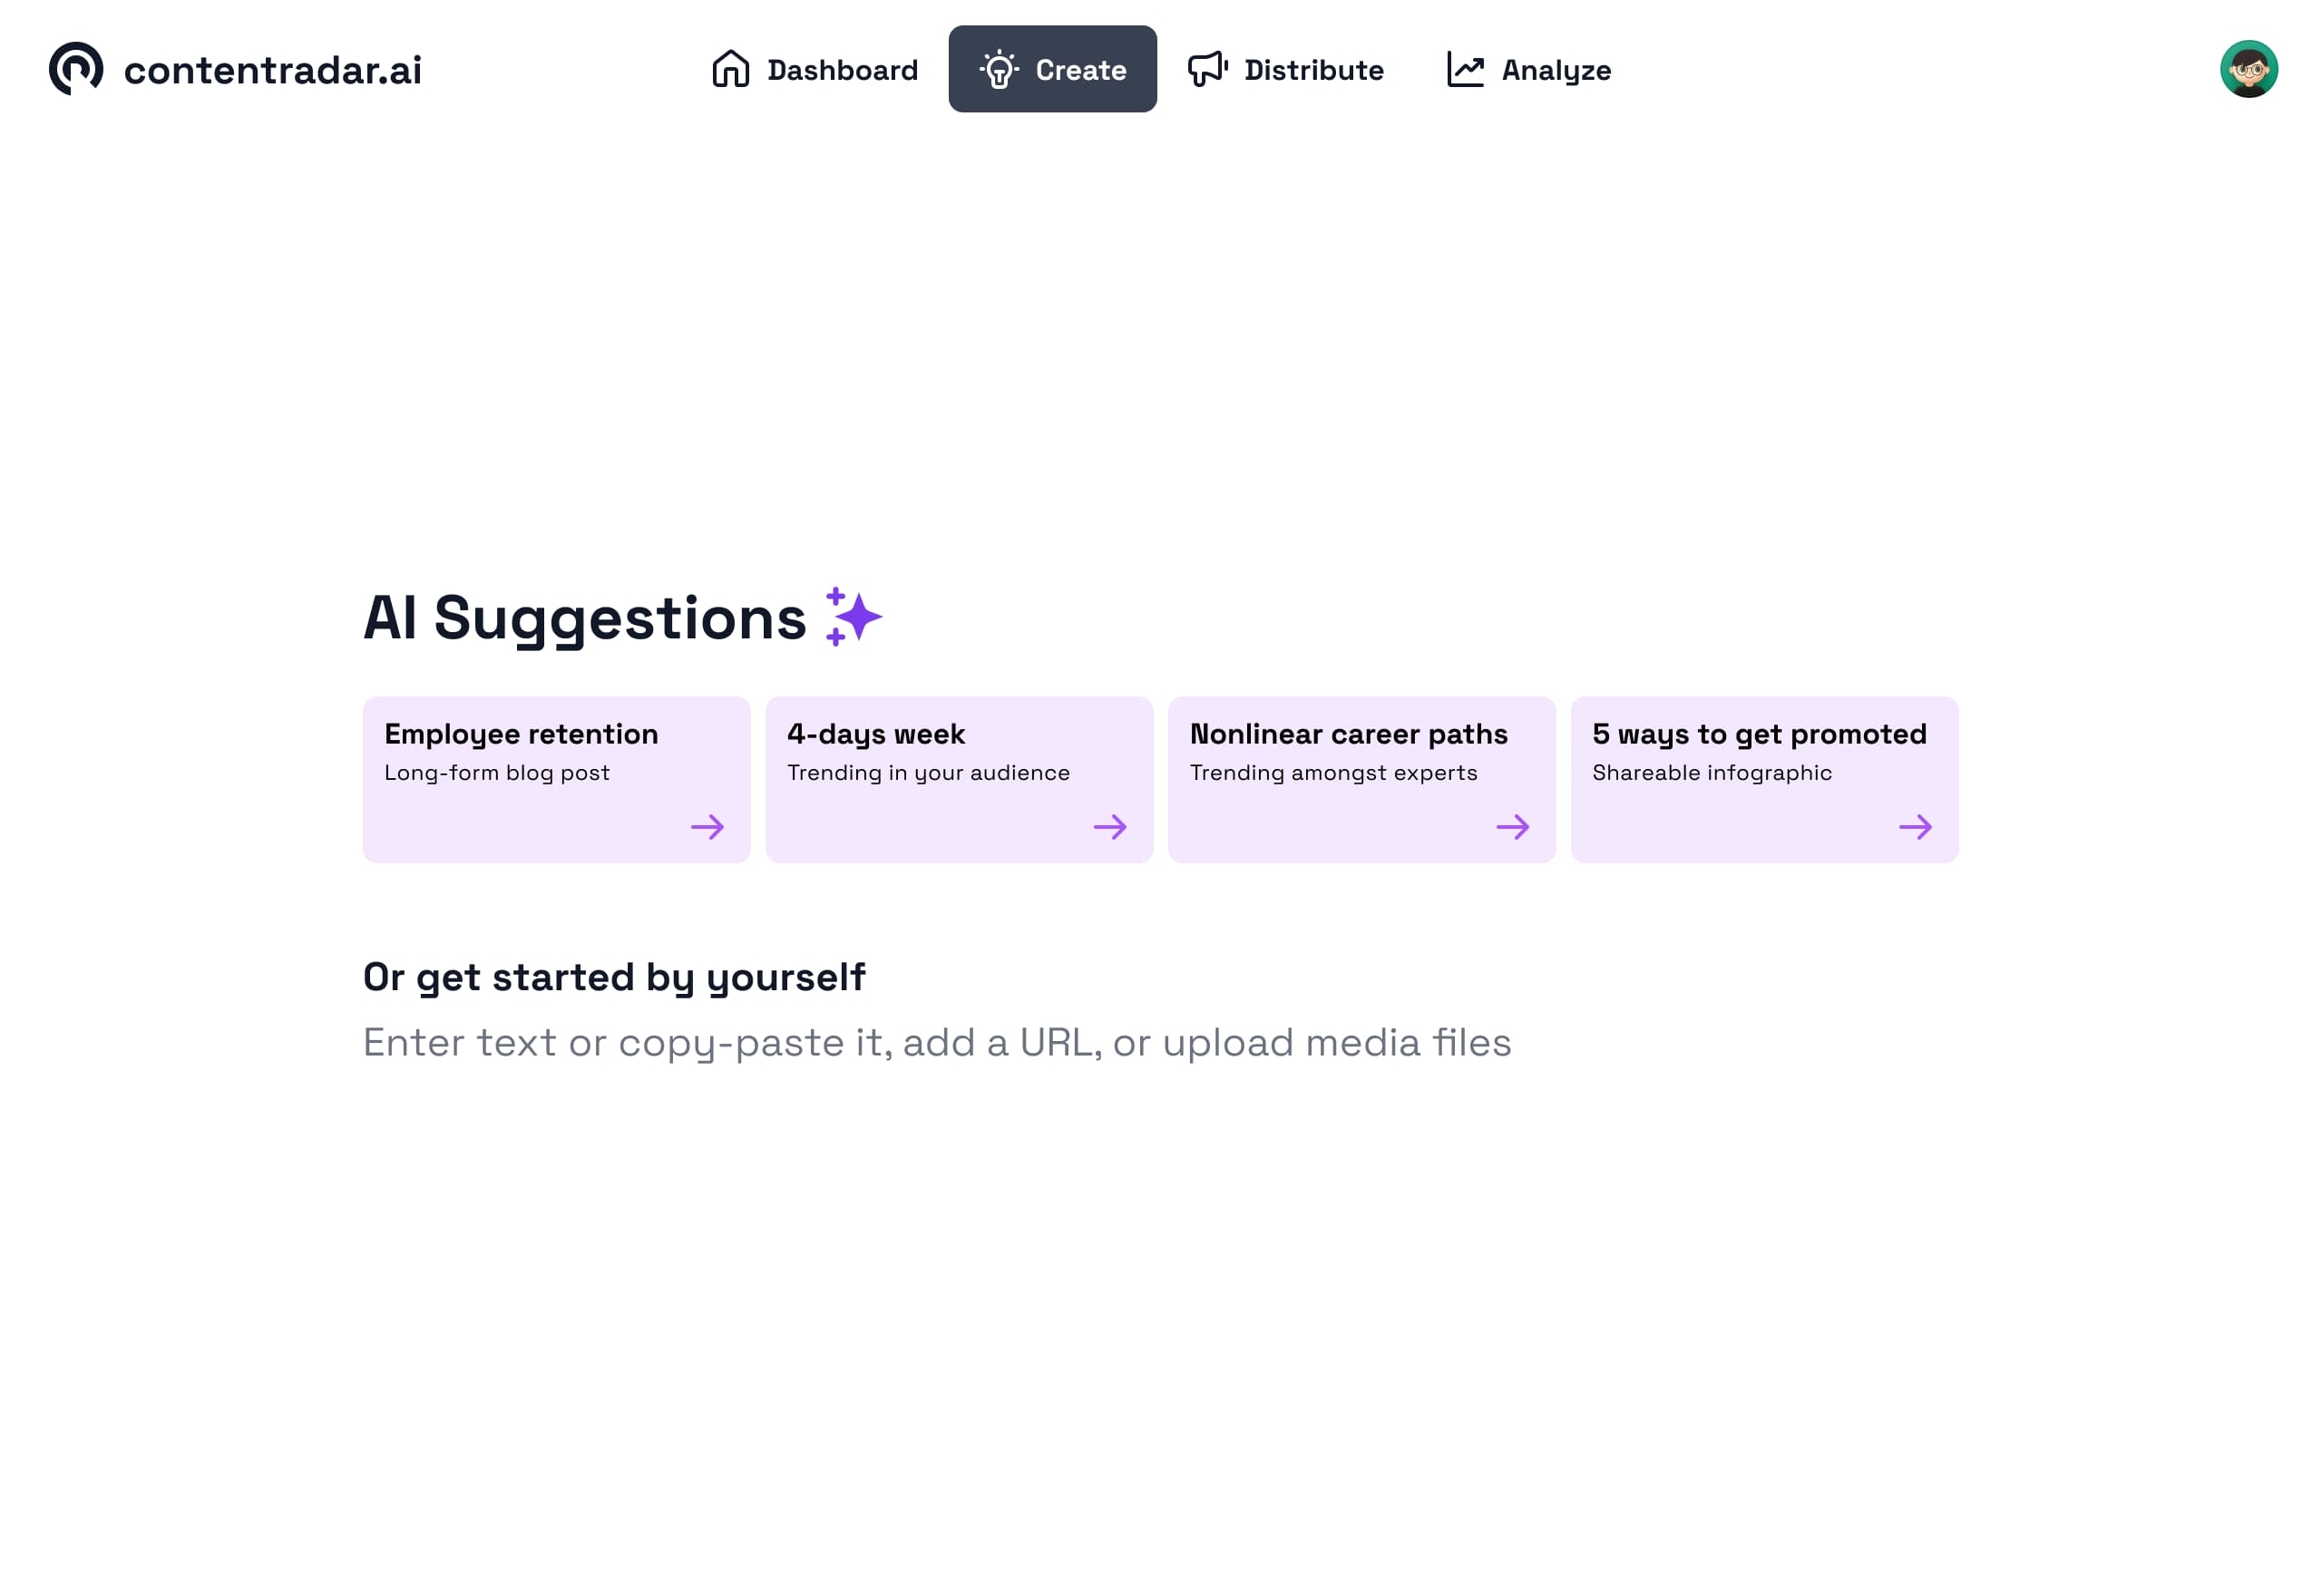 contentradar.ai
Dashboard
Create
Distribute
Analyze
AI Suggestions
Employee retention
Long-form blog post
4-days week
Trending in your audience
Nonlinear career paths
Trending amongst experts
5 ways to get promoted
Shareable infographic
Or get started by yourself
Enter text or copy-paste it, add a URL, or upload media files